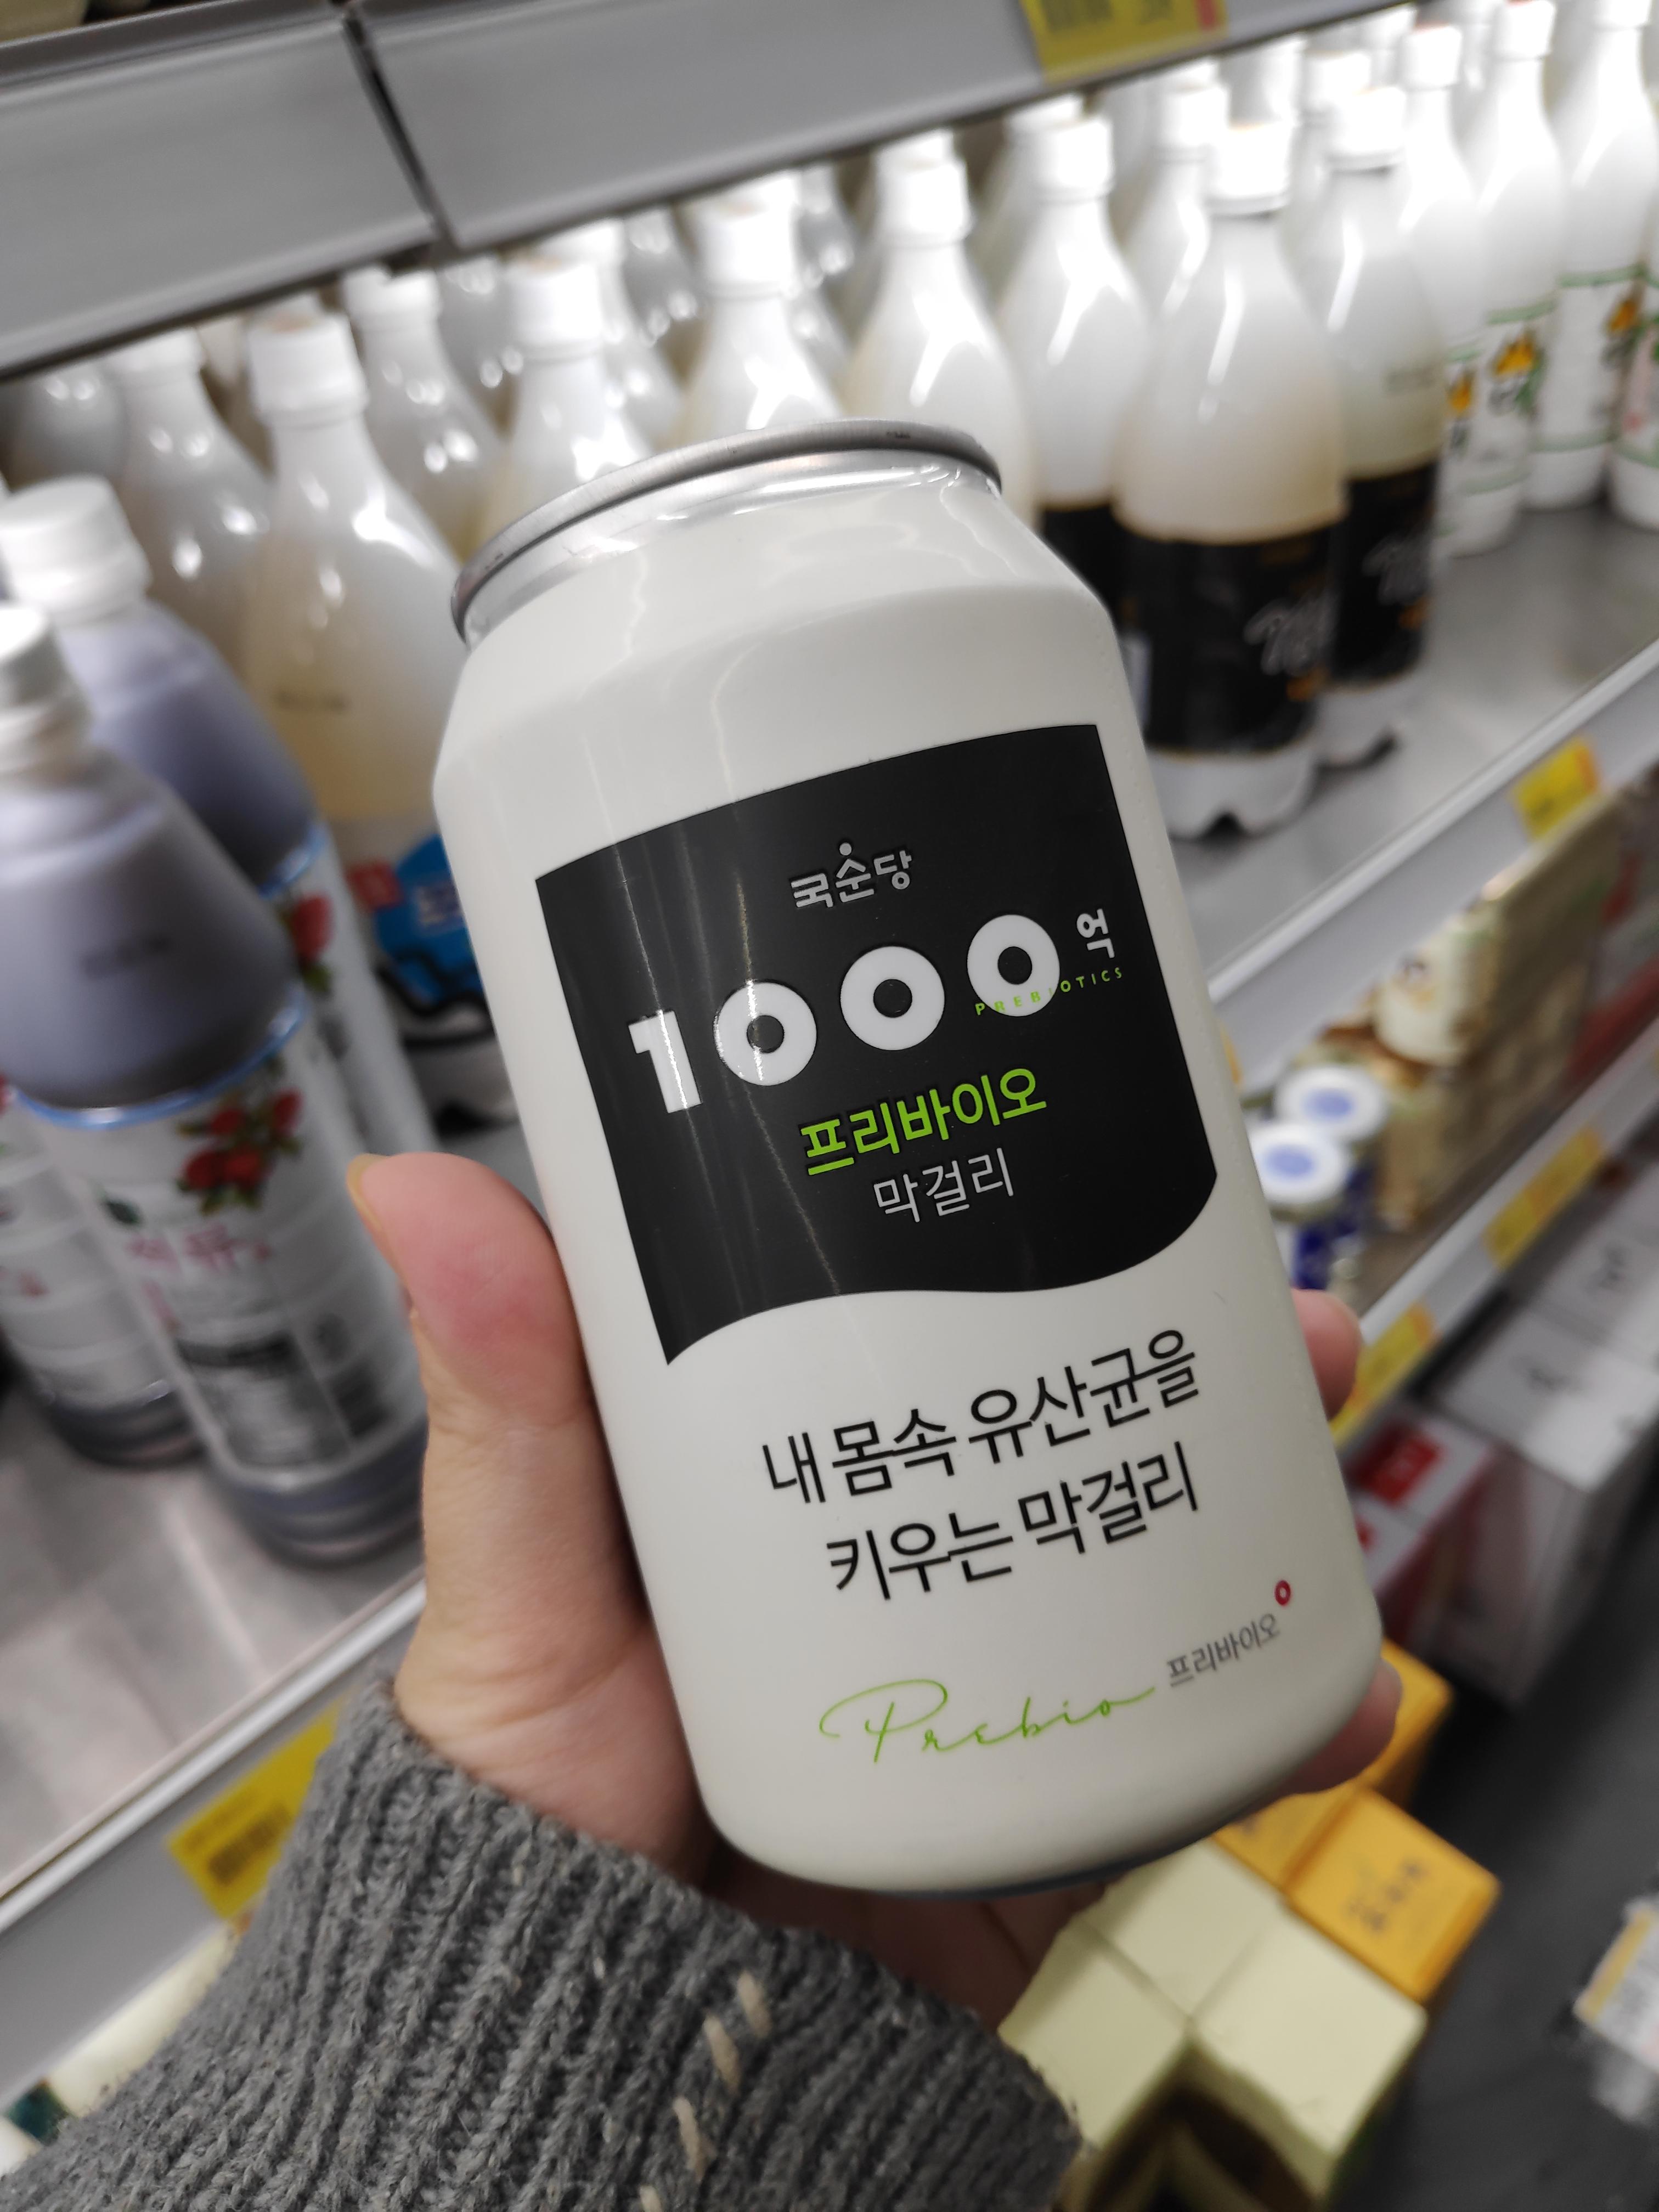 국순당
1000억
PREBIOTICS
프리바이오
막걸리
내 몸속 유산균을
키우는 막걸리
프리바이오
Prebio